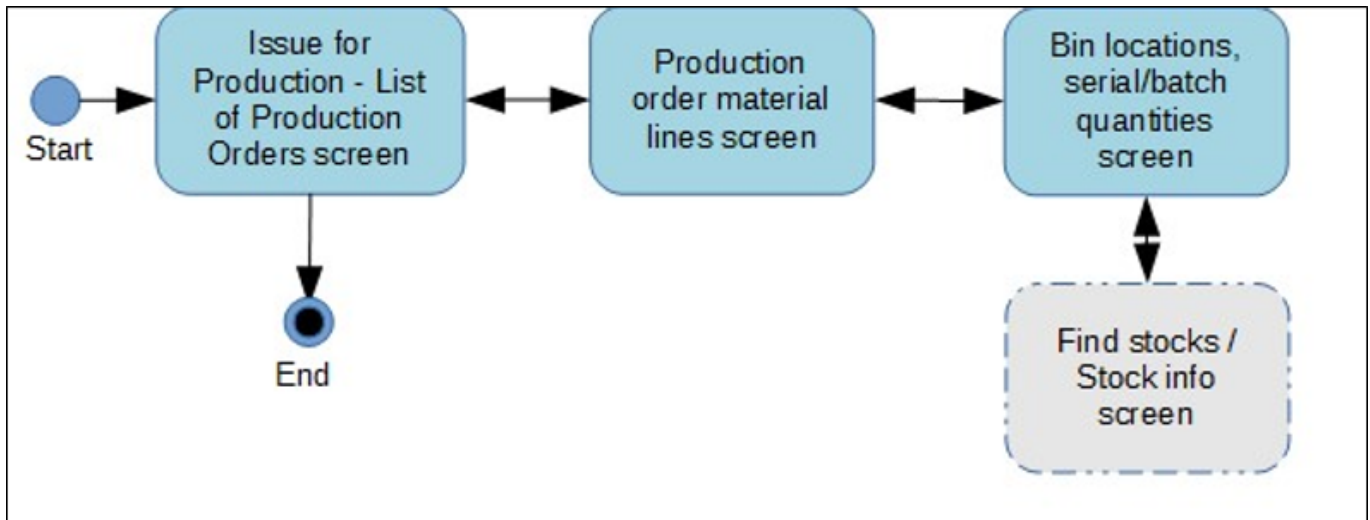 Start
Issue for
Production - List
of Production
Orders screen
Production
order material
lines screen
Bin locations,
serial/batch
quantities
screen
End
Find stocks /
Stock info
screen